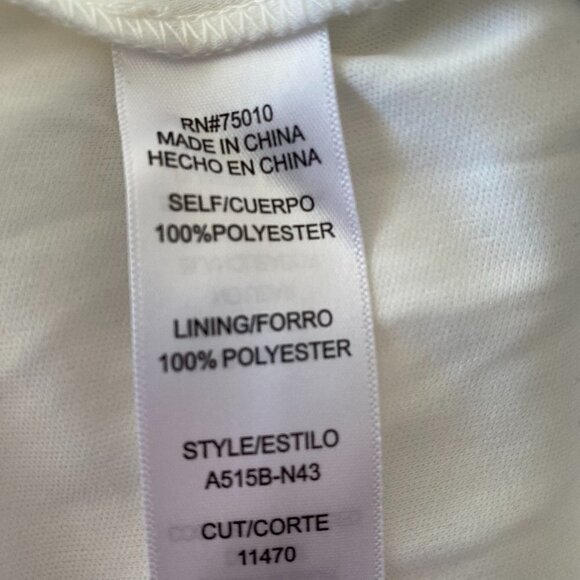 RN#75010
MADE IN CHINA
HECHO EN CHINA
SELF/CUERPO
100%POLYESTER
LINING/FORRO
100% POLYESTER
STYLE/ESTILO
A515B-N43
CUT/CORTE
11470